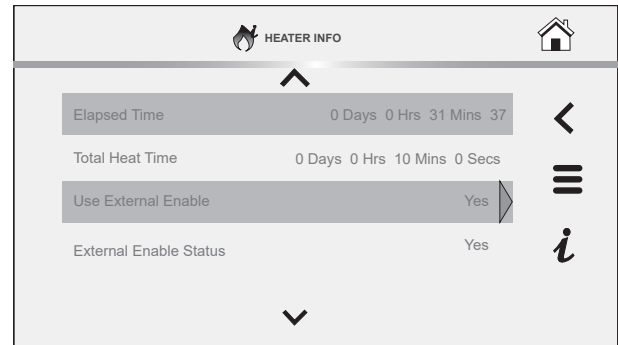 HEATER INFO
Elapsed Time 0 Days 0 Hrs 31 Mins 37
Total Heat Time 0 Days 0 Hrs 10 Mins 0 Secs
Use External Enable Yes
External Enable Status Yes
i